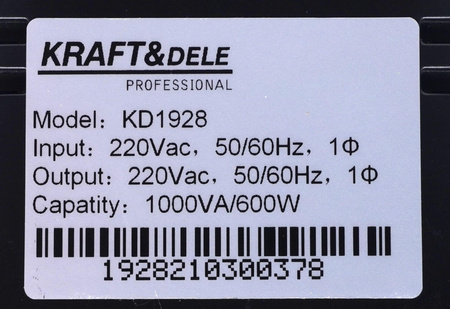 KRAFT&DELE
PROFESSIONAL
Model: KD1928
Input: 220Vac, 50/60Hz, 1Φ
Output: 220Vac, 50/60Hz, 1Φ
Capatity: 1000VA/600W
1928210300378